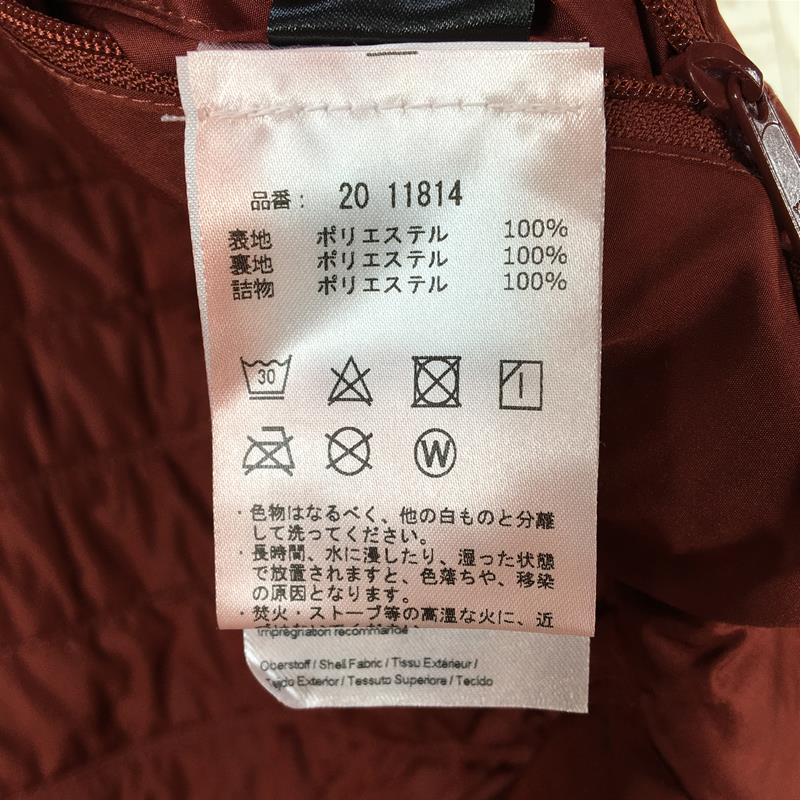 品番： 20 11814
表地 ポリエステル 100%
裏地 ポリエステル 100%
詰物 ポリエステル 100%
30
W
・色物はなるべく、他の白ものと分離
して洗ってください。
・長時間、水に浸したり、湿った状態
で放置されますと、色落ちや、移染
の原因となります。
・焚火・ストーブ等の高温な火に、近
Imprégnation recommandé
Oberstoff / Shell Fabric / Tissu Extérieur /
Tejido Exterior / Tessuto Superiore / Tecido